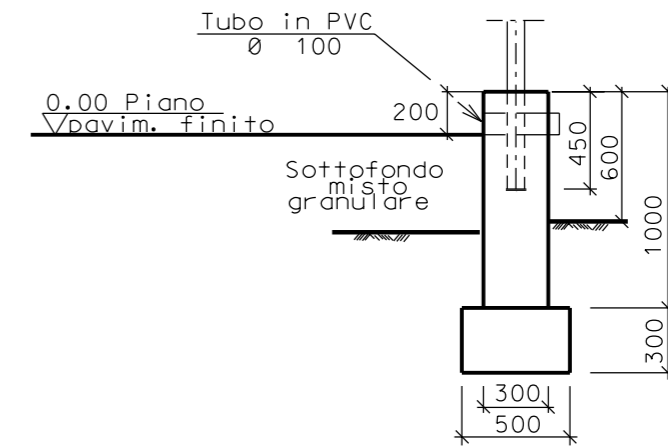 Tubo in PVC
Ø 100
0.00 Piano
pavim. finito
200
Sottofondo
misto
granulare
450
600
1000
300
300
500